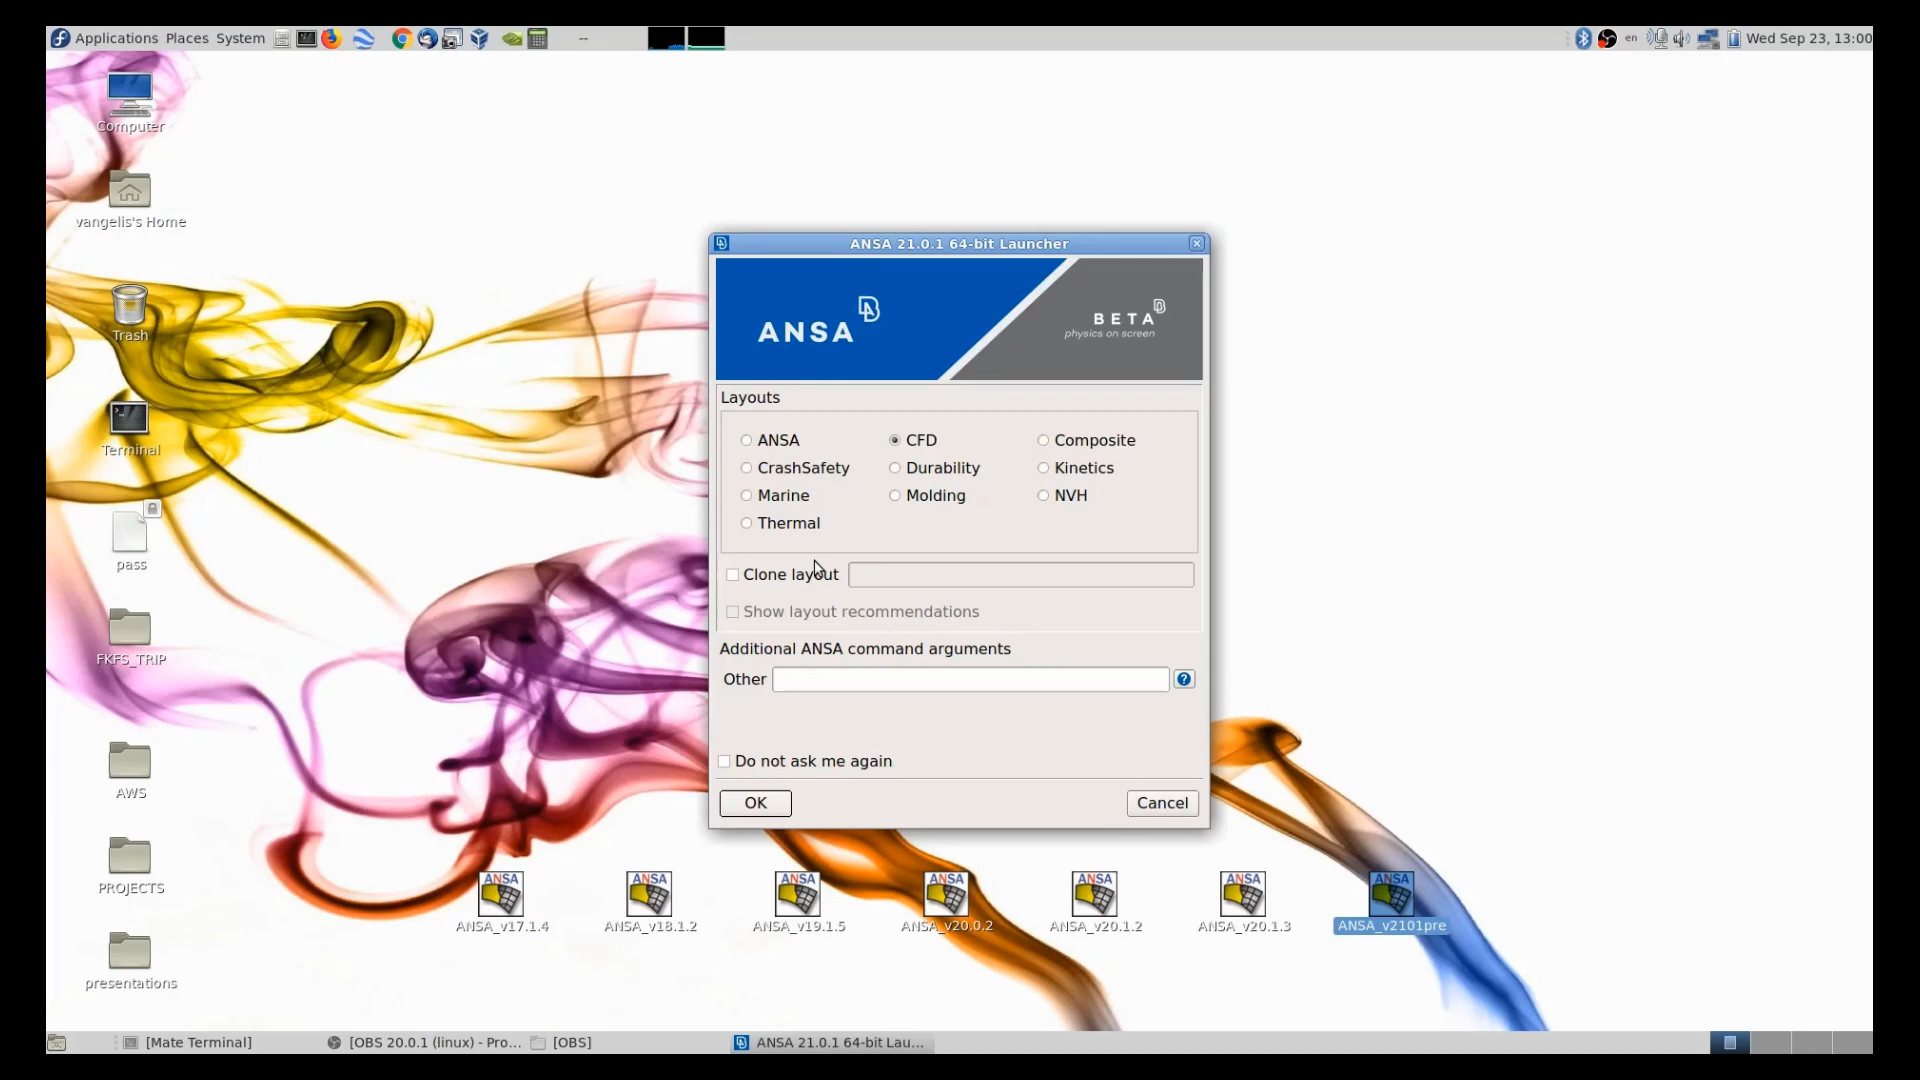 Applications Places System
--
en
Wed Sep 23, 13:00
Computer
vangelis's Home
Trash
Terminal
pass
FKFS_TRIP
AWS
PROJECTS
presentations
ANSA 21.0.1 64-bit Launcher
ANSA
BETA
physics on screen
Layouts
ANSA CFD Composite
CrashSafety Durability Kinetics
Marine Molding NVH
Thermal
Clone layout
Show layout recommendations
Additional ANSA command arguments
Other
?
Do not ask me again
OK Cancel
ANSA ANSA ANSA ANSA ANSA ANSA ANSA
ANSA_v17.1.4 ANSA_v18.1.2 ANSA_v19.1.5 ANSA_v20.0.2 ANSA_v20.1.2 ANSA_v20.1.3 ANSA_v2101pre
[Mate Terminal] [OBS 20.0.1 (linux) - Pro... [OBS] ANSA 21.0.1 64-bit Lau...